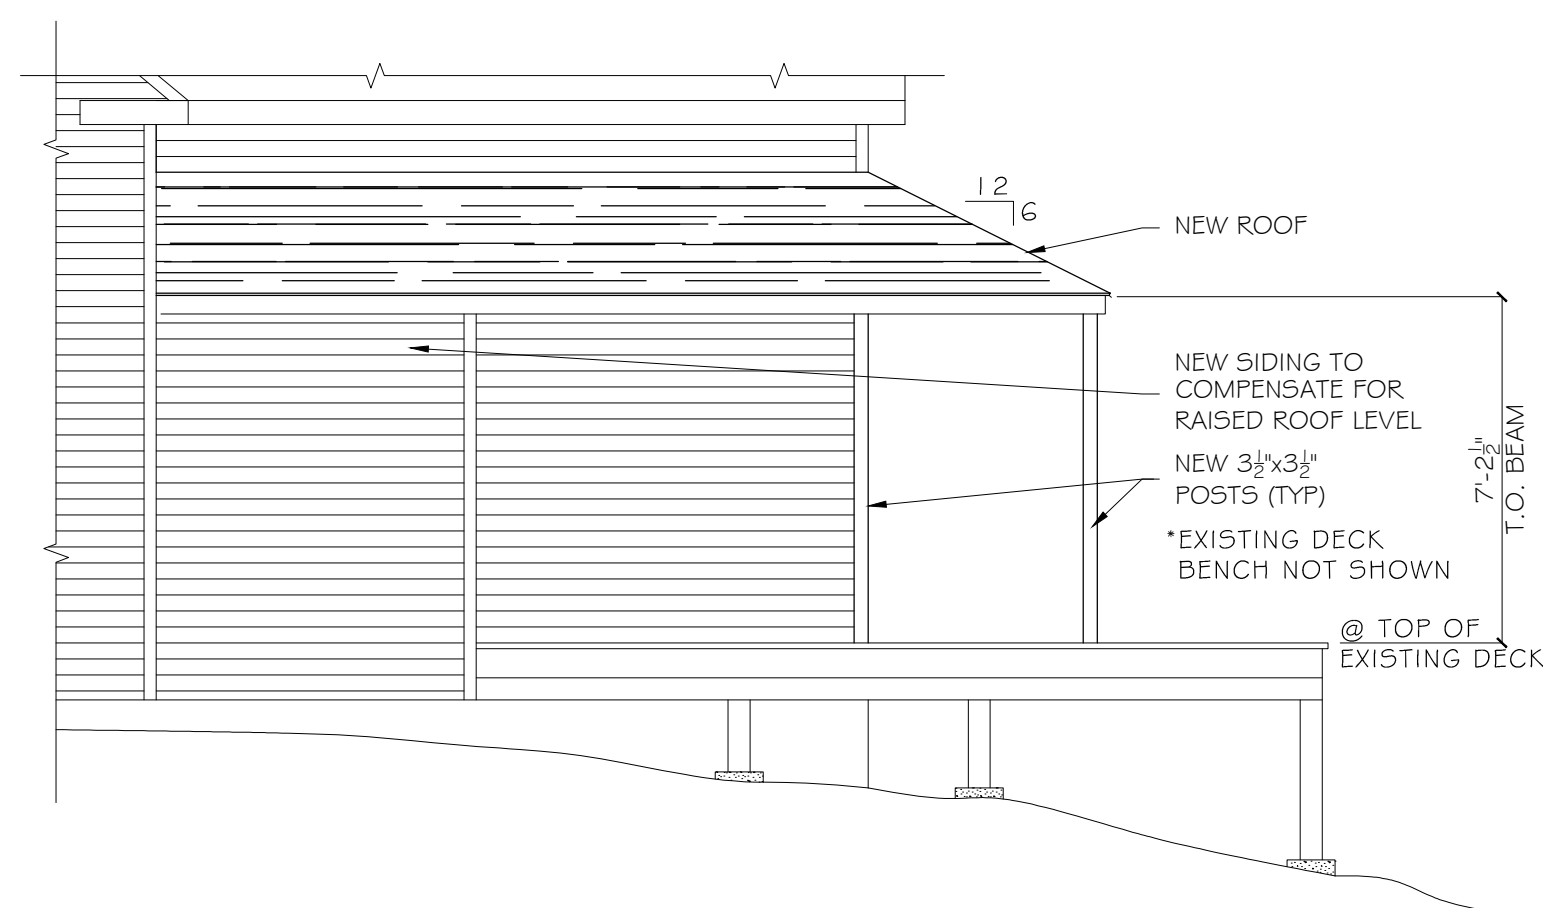 12
6
NEW ROOF
NEW SIDING TO
COMPENSATE FOR
RAISED ROOF LEVEL
NEW 3½"x3½"
POSTS (TYP)
*EXISTING DECK
BENCH NOT SHOWN
7'-2½"
T.O. BEAM
@ TOP OF
EXISTING DECK